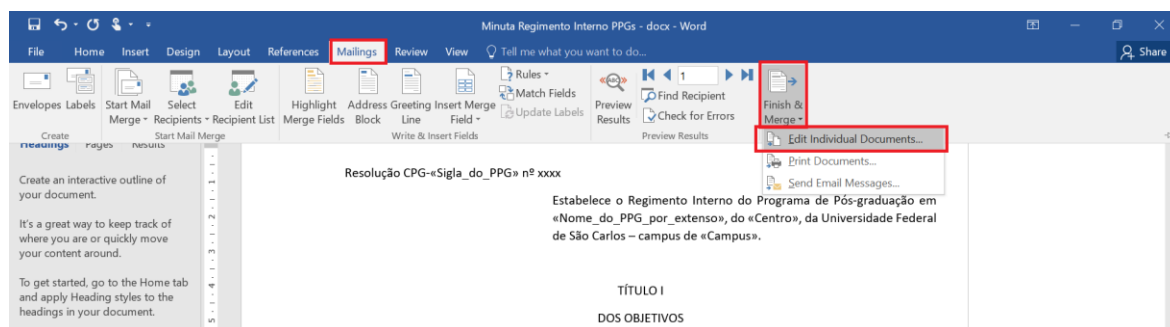 Minuta Regimento Interno PPGs - docx - Word
File Home Insert Design Layout References Mailings Review View Tell me what you want to do... Share
Envelopes Labels Start Mail Merge Select Recipients Edit Recipient List Highlight Merge Fields Address Block Greeting Line Insert Merge Field
Rules
Match Fields
Update Labels
Preview Results
1
Find Recipient
Check for Errors
Finish & Merge
Create Start Mail Merge Write & Insert Fields Preview Results
Edit Individual Documents...
Print Documents...
Send Email Messages...
Headings Pages Results
Create an interactive outline of
your document.
It's a great way to keep track of
where you are or quickly move
your content around.
To get started, go to the Home tab
and apply Heading styles to the
headings in your document.
Resolução CPG-«Sigla_do_PPG» nº xxxx
Estabelece o Regimento Interno do Programa de Pós-graduação em
«Nome_do_PPG_por_extenso», do «Centro», da Universidade Federal
de São Carlos – campus de «Campus».
TÍTULO I
DOS OBJETIVOS